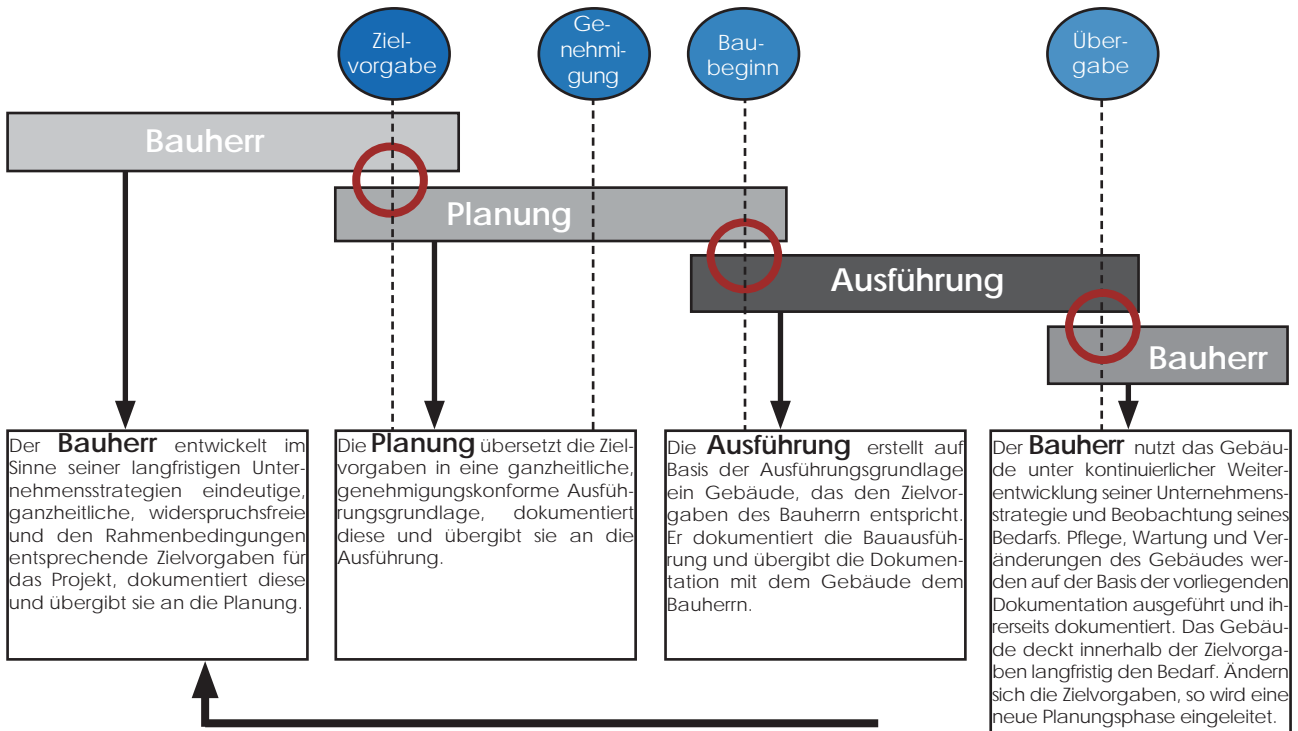 Ziel-
vorgabe
Ge-
nehmi-
gung
Bau-
beginn
Über-
gabe
Bauherr
Planung
Ausführung
Bauherr
Der Bauherr entwickelt im
Sinne seiner langfristigen Unter-
nehmensstrategien eindeutige,
ganzheitliche, widerspruchsfreie
und den Rahmenbedingungen
entsprechende Zielvorgaben für
das Projekt, dokumentiert diese
und übergibt sie an die Planung.
Die Planung übersetzt die Ziel-
vorgaben in eine ganzheitliche,
genehmigungskonforme Ausfüh-
rungsgrundlage, dokumentiert
diese und übergibt sie an die
Ausführung.
Die Ausführung erstellt auf
Basis der Ausführungsgrundlage
ein Gebäude, das den Zielvor-
gaben des Bauherrn entspricht.
Er dokumentiert die Bauausfüh-
rung und übergibt die Dokumen-
tation mit dem Gebäude dem
Bauherrn.
Der Bauherr nutzt das Gebäu-
de unter kontinuierlicher Weiter-
entwicklung seiner Unternehmens-
strategie und Beobachtung seines
Bedarfs. Pflege, Wartung und Ver-
änderungen des Gebäudes wer-
den auf der Basis der vorliegenden
Dokumentation ausgeführt und ih-
rerseits dokumentiert. Das Gebäu-
de deckt innerhalb der Zielvorga-
ben langfristig den Bedarf. Ändern
sich die Zielvorgaben, so wird eine
neue Planungsphase eingeleitet.